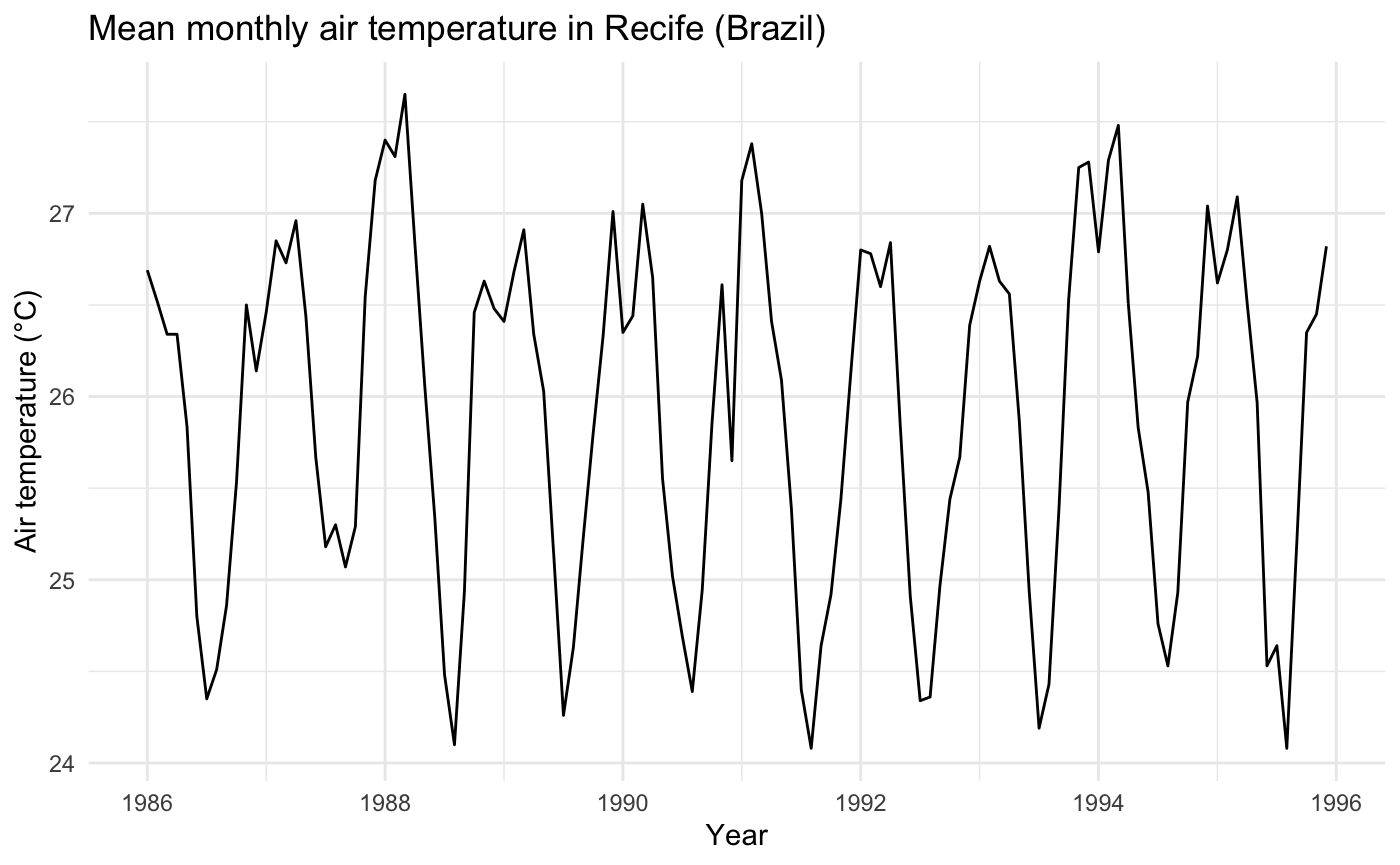 Mean monthly air temperature in Recife (Brazil)
Air temperature (°C)
27
26
25
24
1986 1988 1990 1992 1994 1996
Year